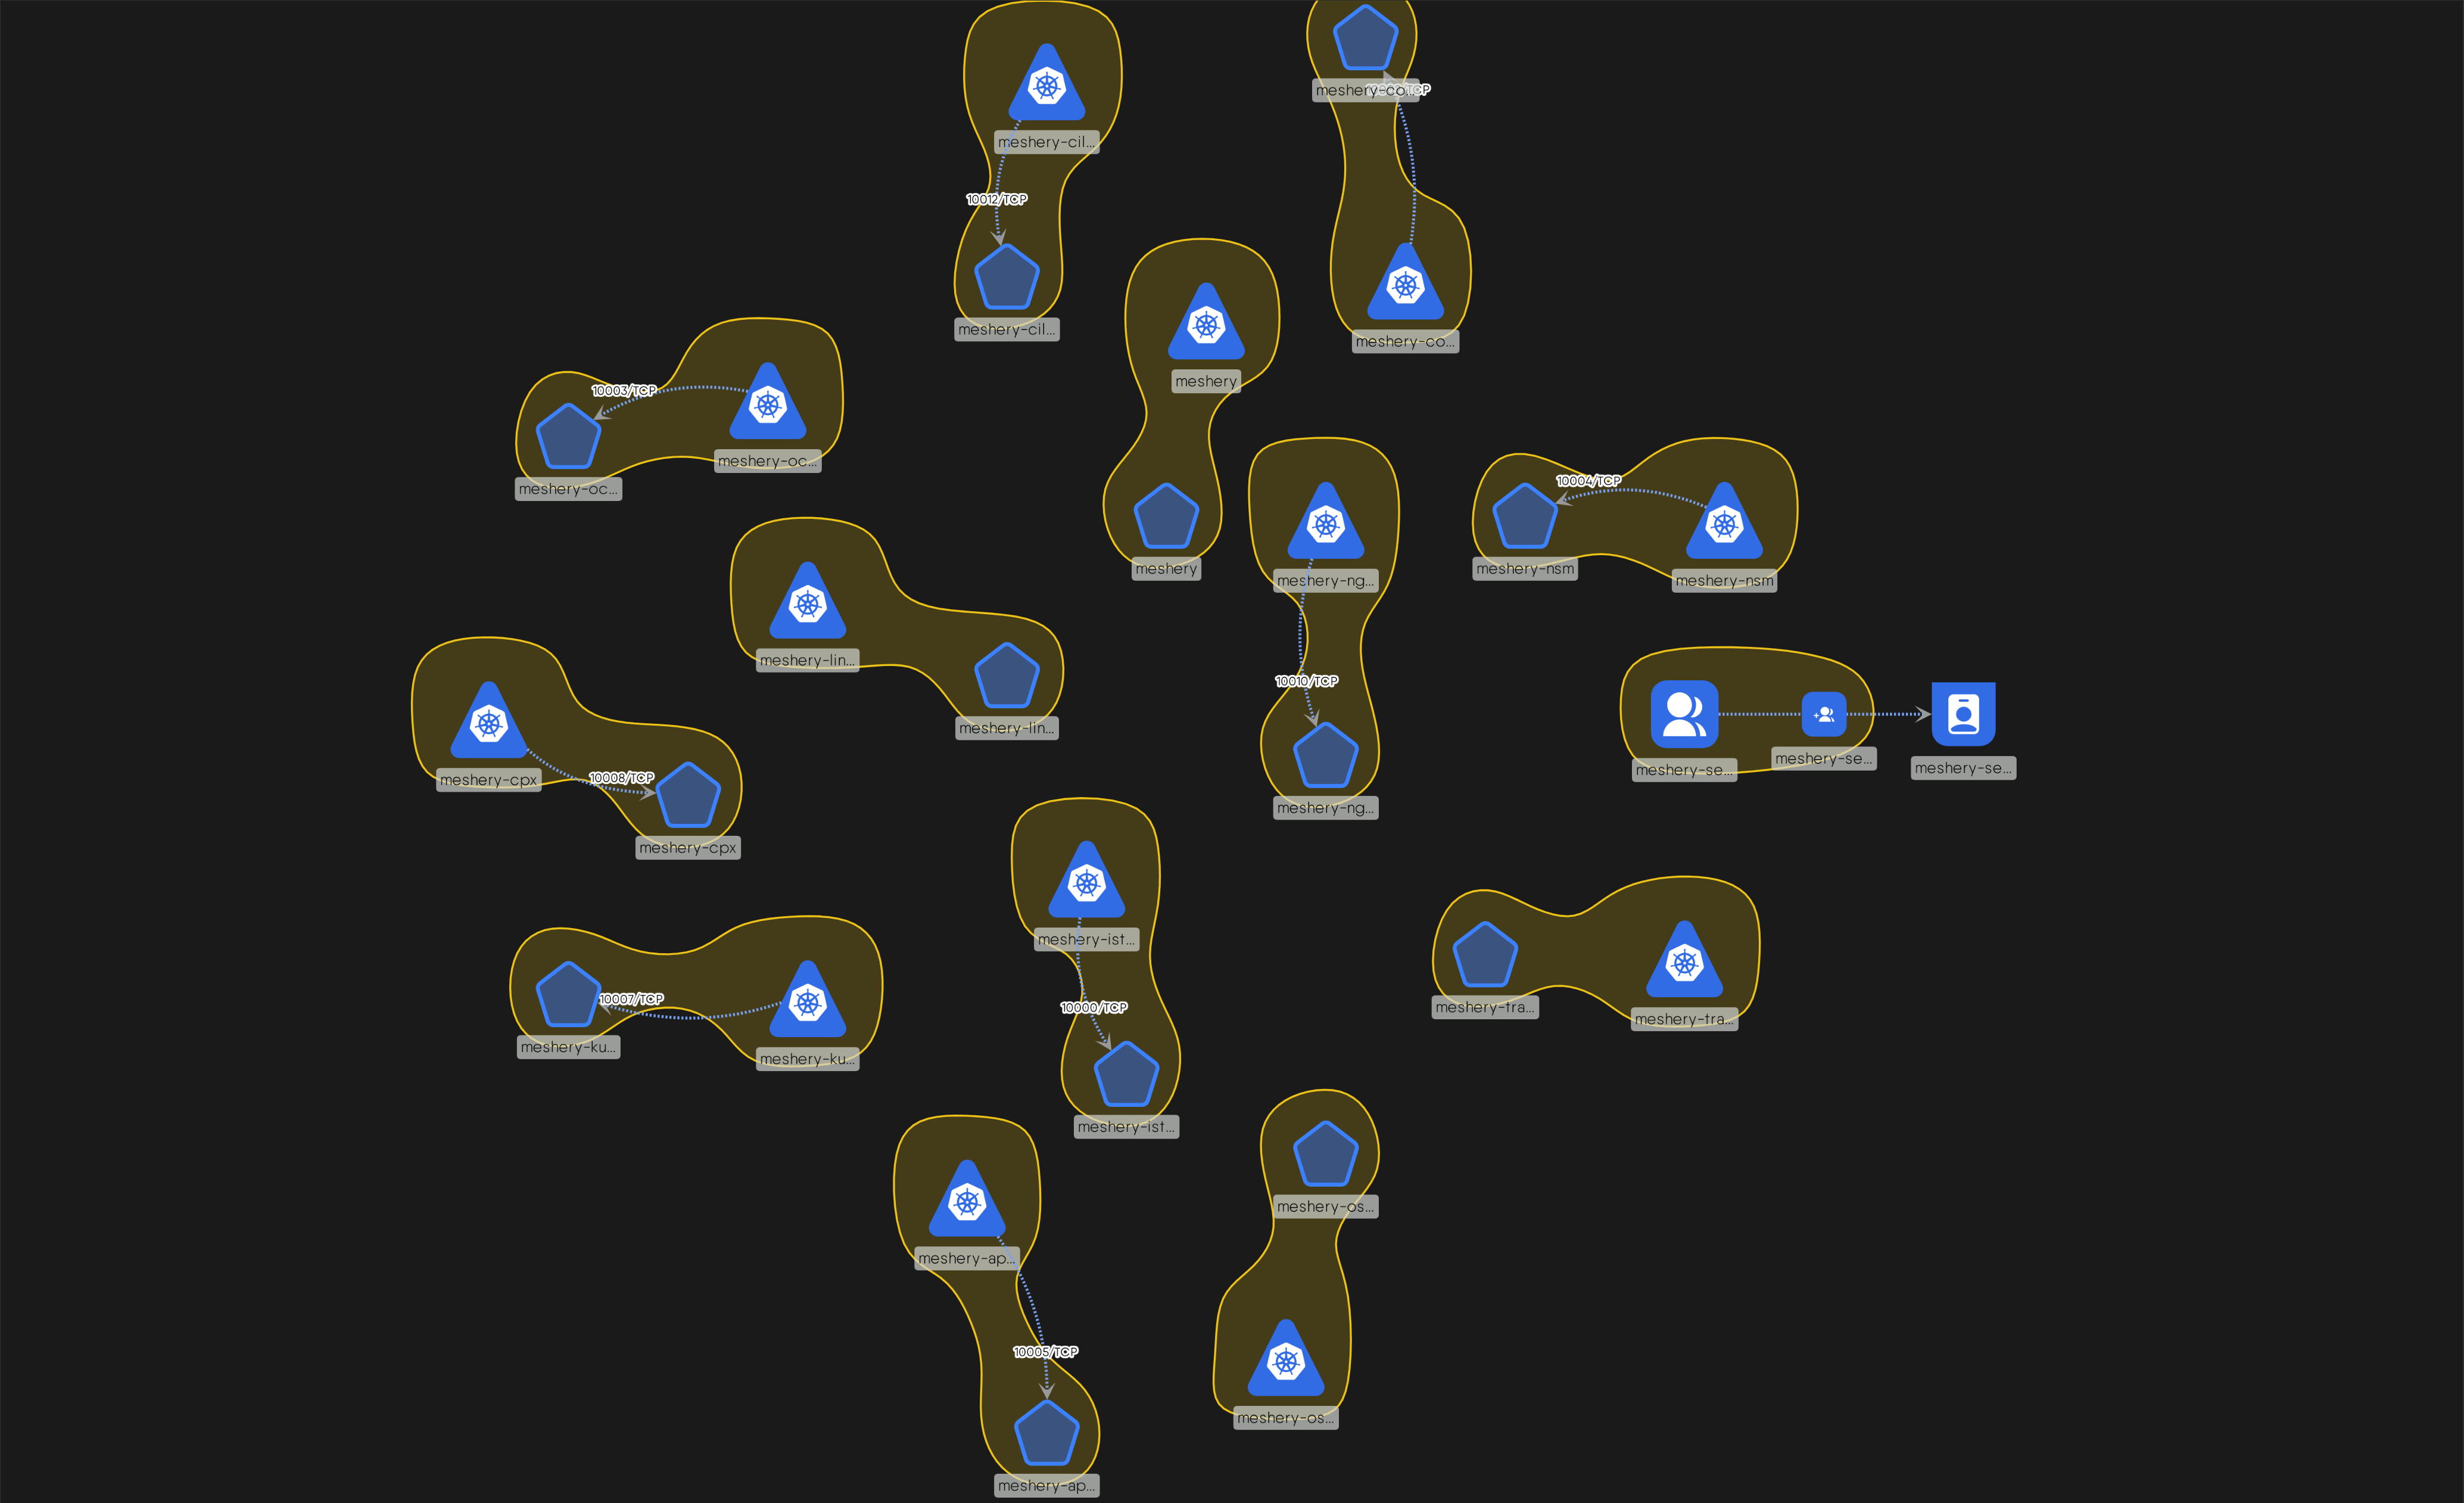 meshery-co...
meshery-cil...
10012/TCP
meshery-cil...
meshery-co...
meshery
10003/TCP
meshery-oc...
meshery-oc...
10004/TCP
meshery
meshery-nsm
meshery-ng...
meshery-nsm
meshery-lin...
10010/TCP
meshery-lin...
meshery-se...
meshery-se...
meshery-se...
meshery-cpx
10008/TCP
meshery-ng...
meshery-cpx
meshery-ist...
10007/TCP
10000/TCP
meshery-tra...
meshery-tra...
meshery-ku...
meshery-ku...
meshery-ist...
meshery-os...
meshery-ap...
10005/TCP
meshery-os...
meshery-ap...